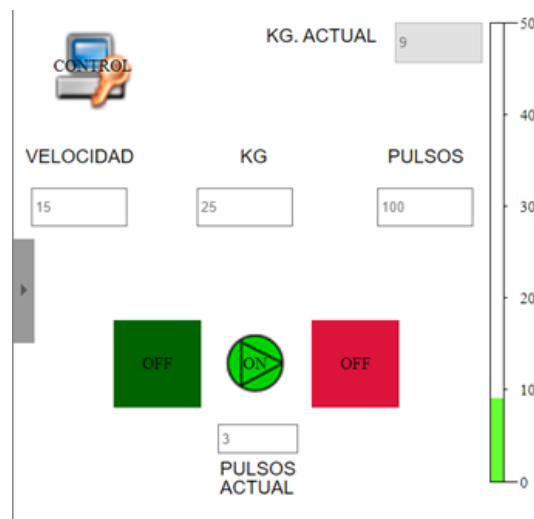 KG. ACTUAL
9
CONTROL
VELOCIDAD
KG
PULSOS
15
25
100
50
40
30
20
10
0
OFF
ON
OFF
3
PULSOS
ACTUAL